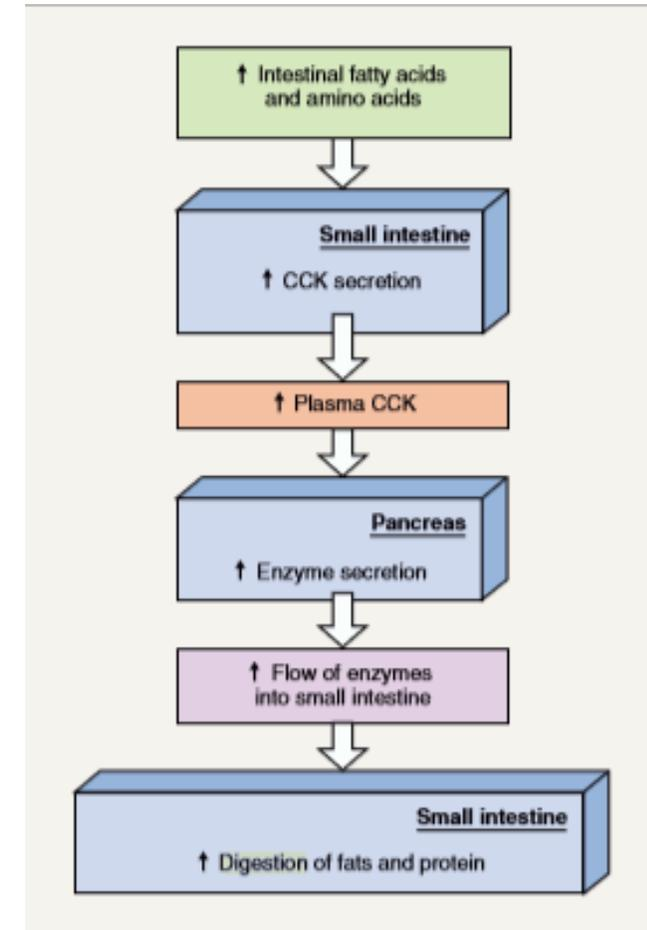 ↑ Intestinal fatty acids
and amino acids
Small intestine
↑ CCK secretion
↑ Plasma CCK
Pancreas
↑ Enzyme secretion
↑ Flow of enzymes
into small intestine
Small intestine
↑ Digestion of fats and protein